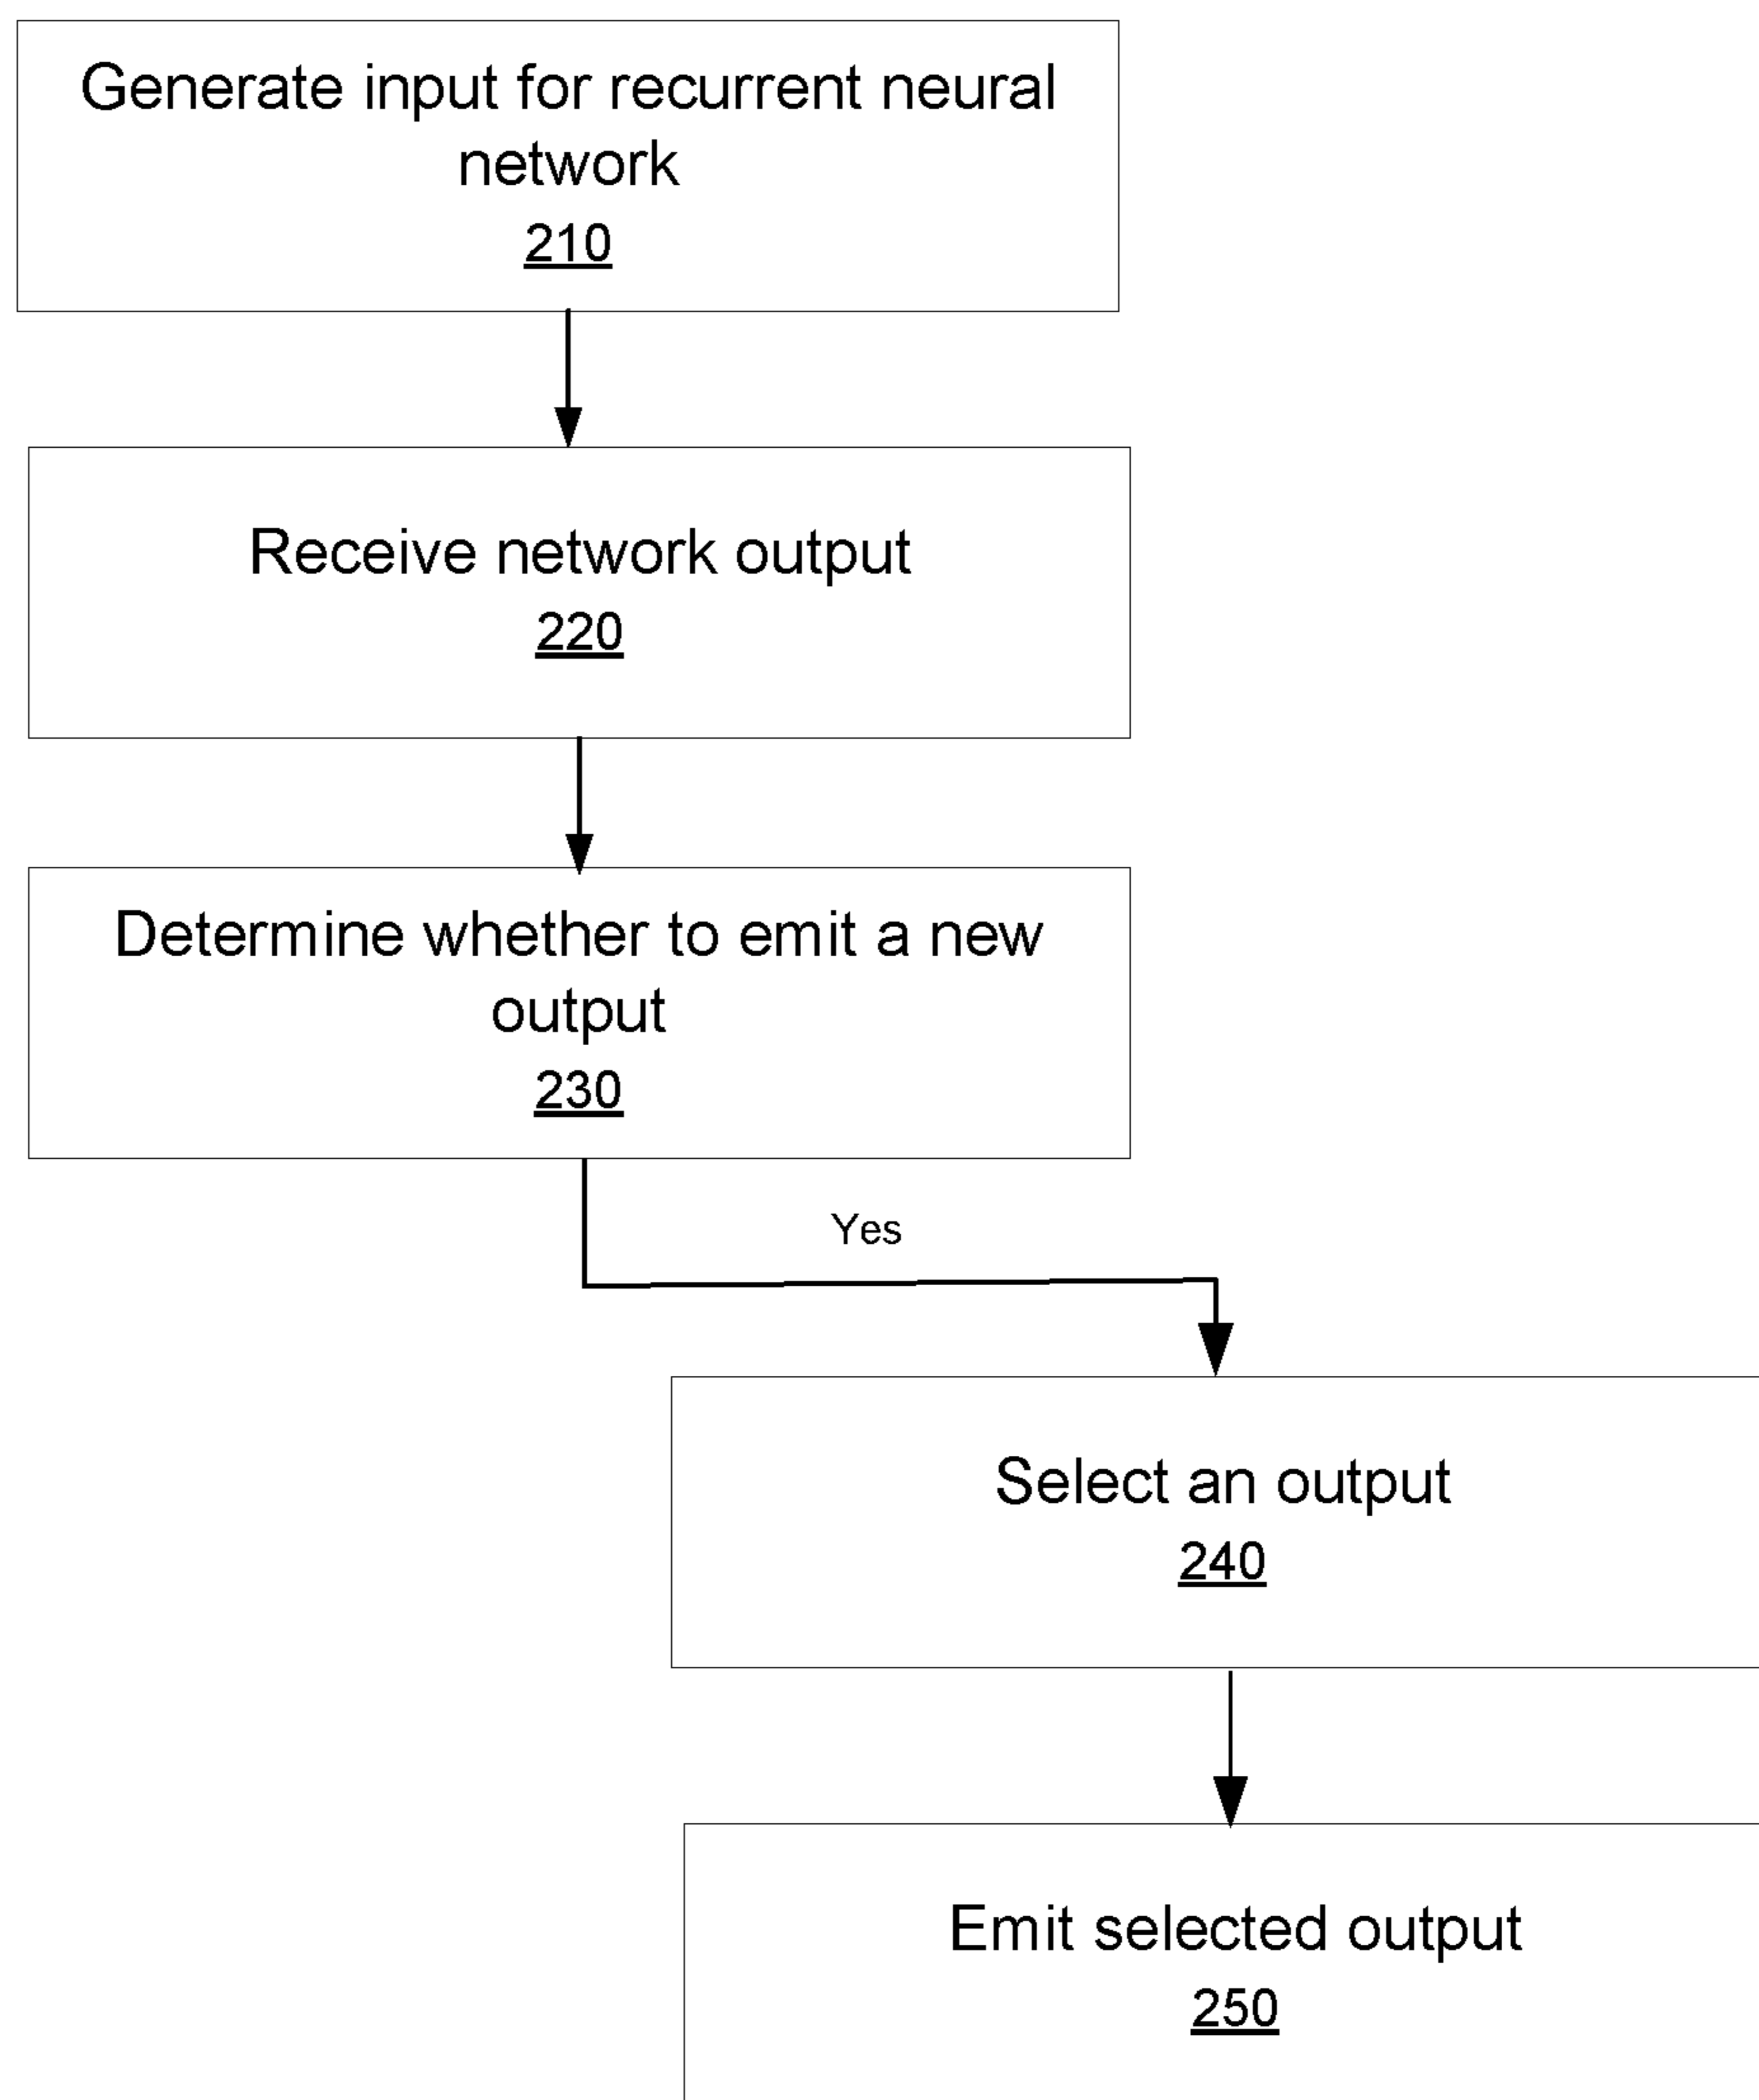 Generate input for recurrent neural
network
210
Receive network output
220
Determine whether to emit a new
output
230
Yes
Select an output
240
Emit selected output
250